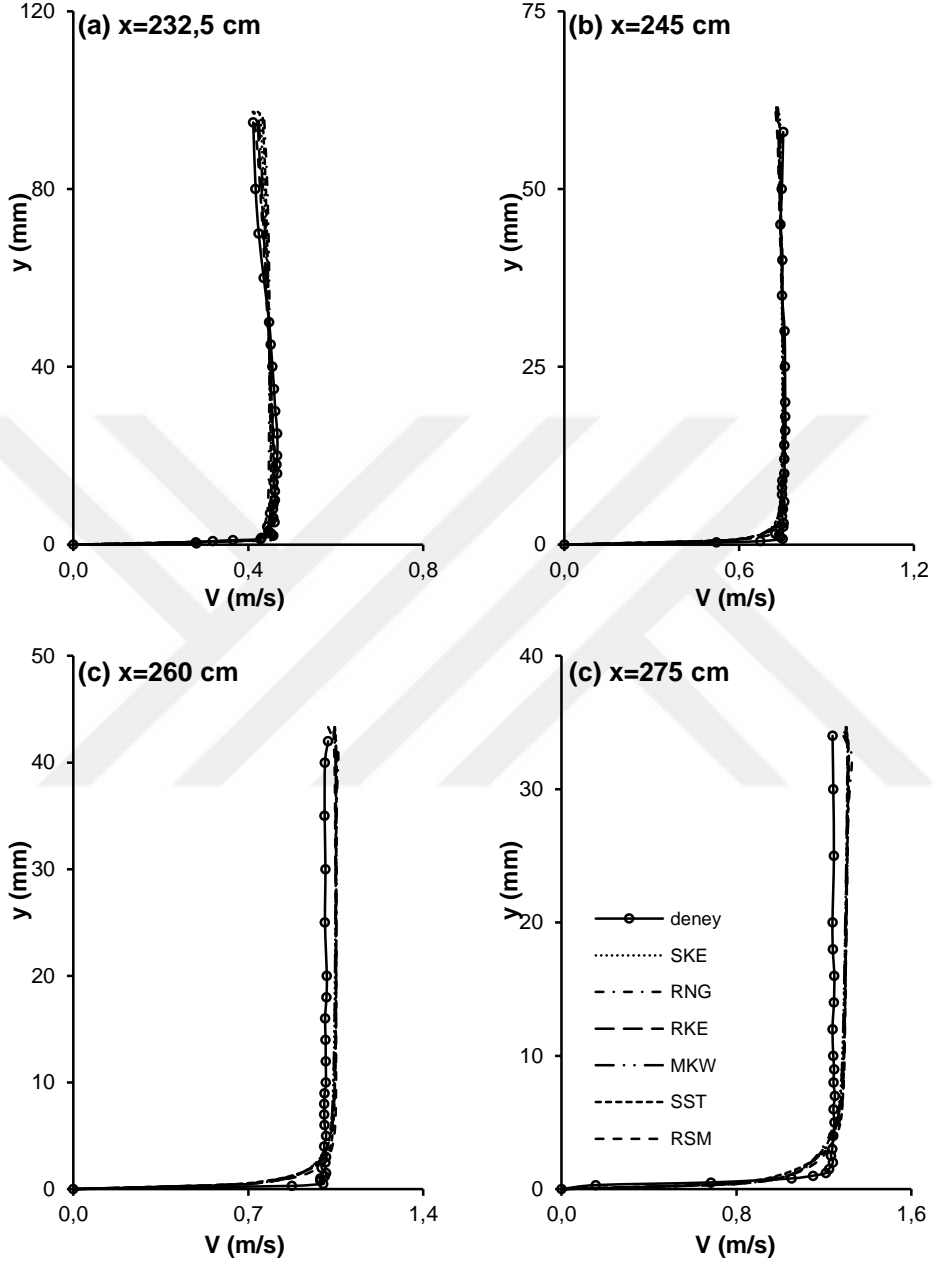 (a) x=232,5 cm
120
80
40
0
y (mm)
0,0
0,4
0,8
V (m/s)
(b) x=245 cm
75
50
25
0
y (mm)
0,0
0,6
1,2
V (m/s)
(c) x=260 cm
50
40
30
20
10
0
y (mm)
0,0
0,7
1,4
V (m/s)
(c) x=275 cm
40
30
20
10
0
y (mm)
deney
SKE
RNG
RKE
MKW
SST
RSM
0,0
0,8
1,6
V (m/s)